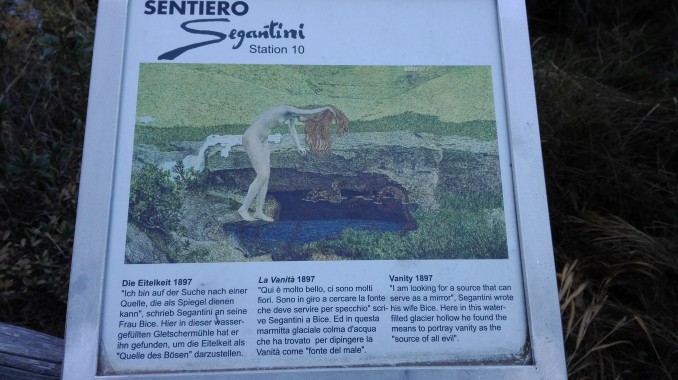 SENTIERO
Segantini
Station 10
Die Eitelkeit 1897
"Ich bin auf der Suche nach einer
Quelle, die als Spiegel dienen
kann", schrieb Segantini an seine
Frau Bice. Hier in dieser wasser-
gefüllten Gletschermühle hat er
ihn gefunden, um die Eitelkeit als
"Quelle des Bösen" darzustellen.
La Vanità 1897
"Qui è molto bello, ci sono molti
fiori. Sono in giro a cercare la fonte
che deve servire per specchio" scri-
ve Segantini a Bice. Ed in questa
marmitta glaciale colma d'acqua
che ha trovato per dipingere la
Vanità come "fonte del male".
Vanity 1897
"I am looking for a source that can
serve as a mirror", Segantini wrote
his wife Bice. Here in this water-
filled glacier hollow he found the
means to portray vanity as the
"source of all evil".